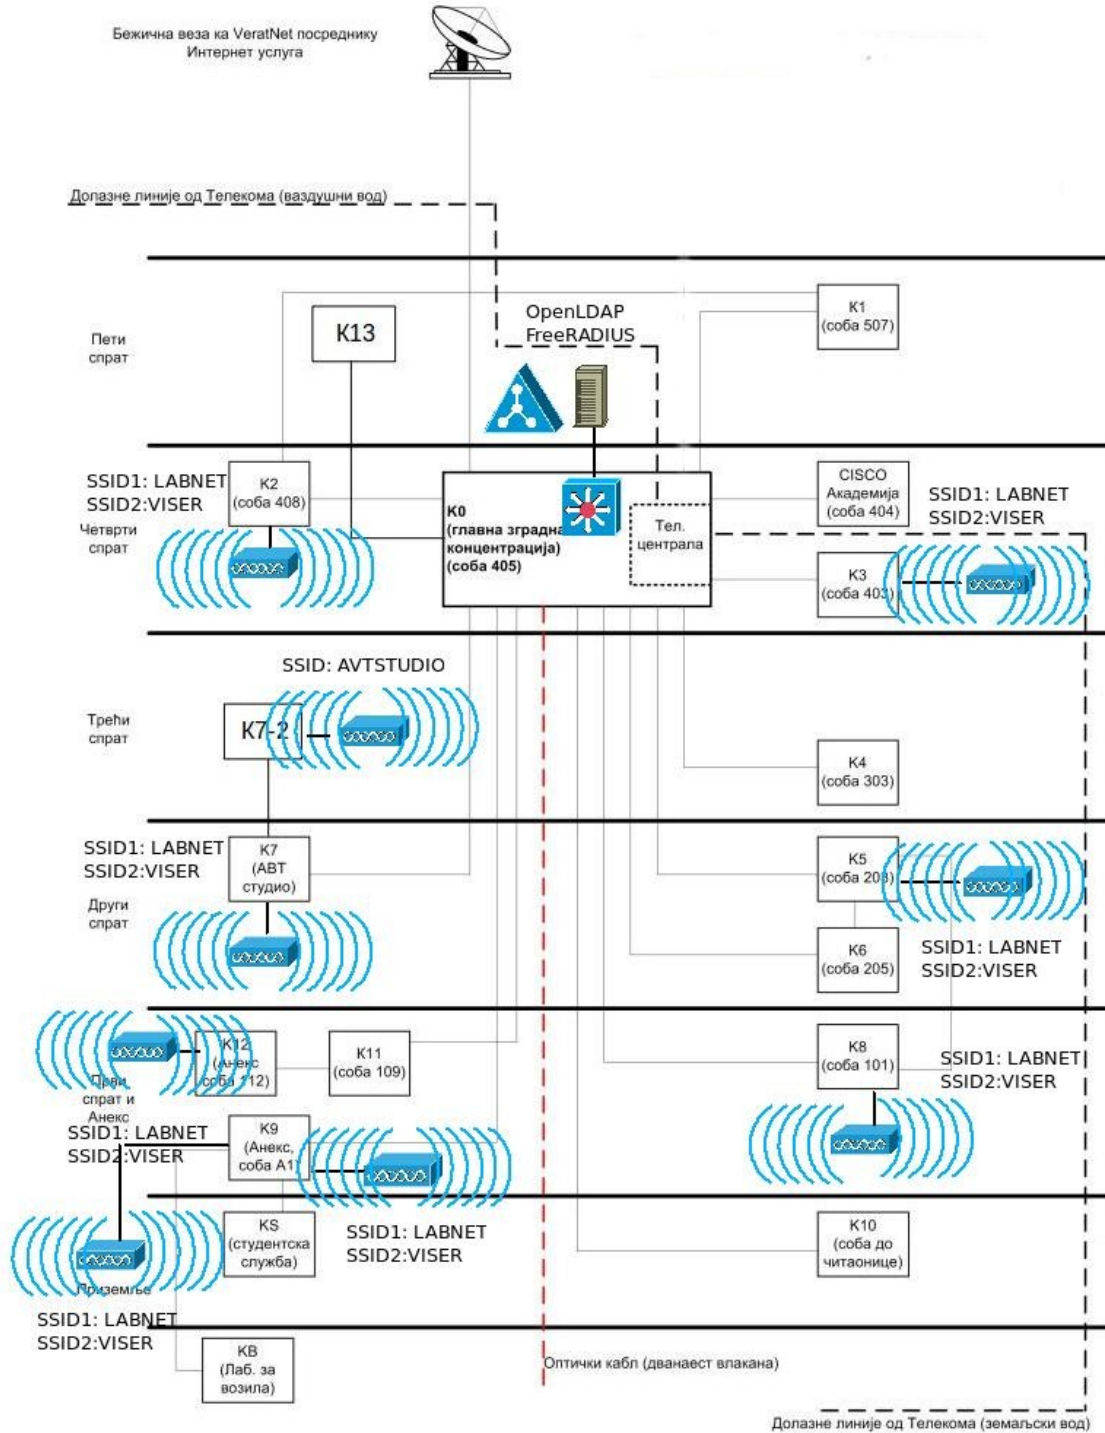 Бежична веза ка VeratNet посреднику
Интернет услуга
Долазне линије од Телекома (ваздушни вод)
Пети
спрат
K13
OpenLDAP
FreeRADIUS
K1
(соба 507)
SSID1: LABNET
SSID2:VISER
K2
(соба 408)
Четврти
спрат
K0
(главна зградна
концентрација)
(соба 405)
Тел.
централа
CISCO
Академија
(соба 404)
SSID1: LABNET
SSID2:VISER
K3
(соба 403)
SSID: AVTSTUDIO
Трећи
спрат
K7-2
K4
(соба 303)
SSID1: LABNET
SSID2:VISER
K7
(АВТ
студио)
Други
спрат
K5
(соба 203)
K6
(соба 205)
SSID1: LABNET
SSID2:VISER
K12
(Анекс
соба 112)
K11
(соба 109)
Први
спрат и
Анекс
K8
(соба 101)
SSID1: LABNET
SSID2:VISER
SSID1: LABNET
SSID2:VISER
K9
(Анекс,
соба А1)
KS
(студентска
служба)
SSID1: LABNET
SSID2:VISER
K10
(соба до
читаонице)
Приземље
SSID1: LABNET
SSID2:VISER
KB
(Лаб. за
возила)
Оптички кабл (дванаест влакана)
Долазне линије од Телекома (земаљски вод)